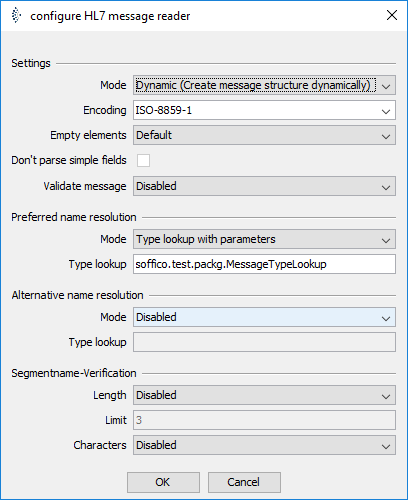 configure HL7 message reader
Settings
Mode Dynamic (Create message structure dynamically)
Encoding ISO-8859-1
Empty elements Default
Don't parse simple fields
Validate message Disabled
Preferred name resolution
Mode Type lookup with parameters
Type lookup soffico.test.packg.MessageTypeLookup
Alternative name resolution
Mode Disabled
Type lookup
Segmentname-Verification
Length Disabled
Limit 3
Characters Disabled
OK Cancel